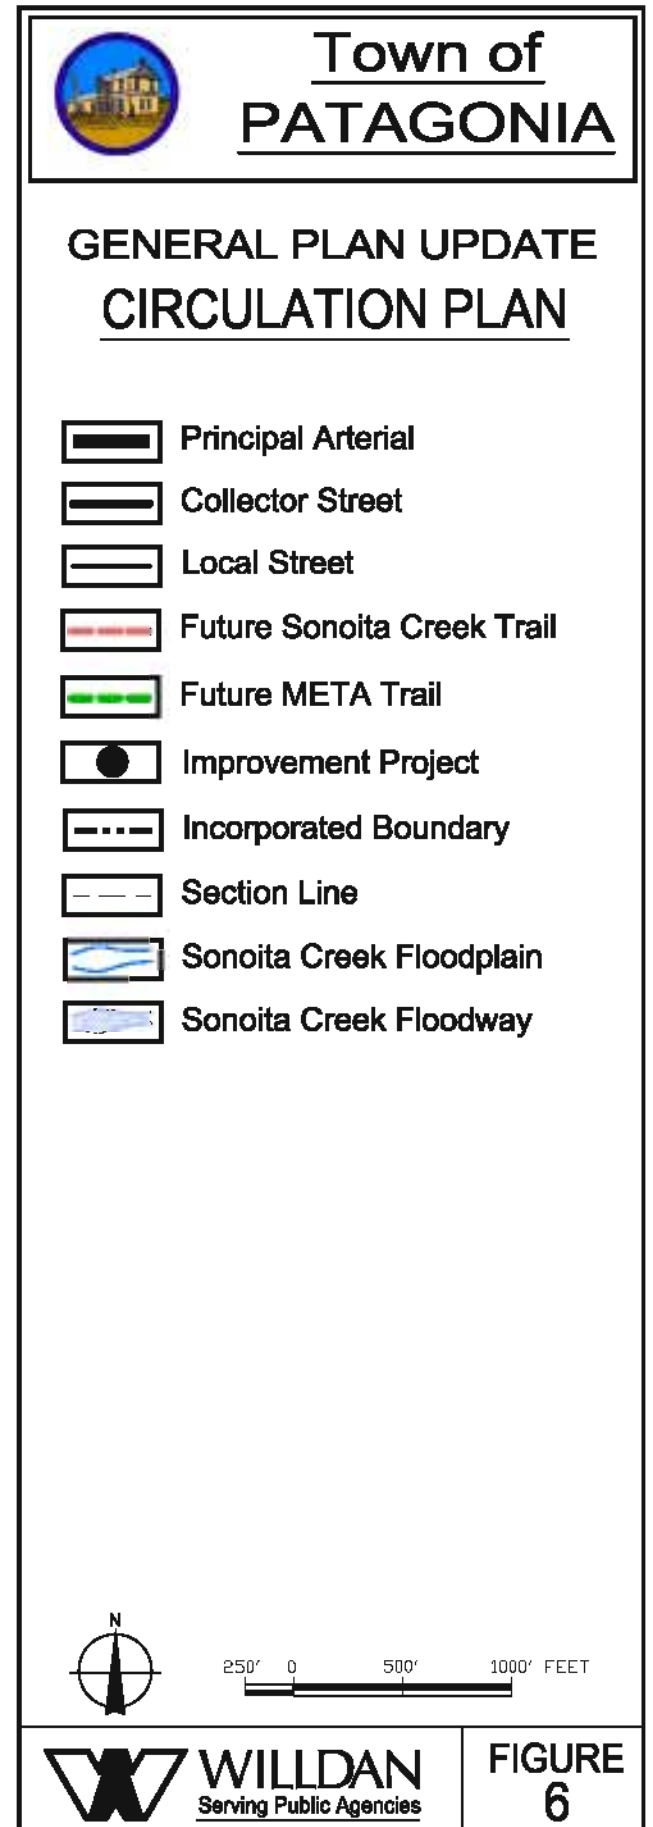 Town of
PATAGONIA
GENERAL PLAN UPDATE
CIRCULATION PLAN
Principal Arterial
Collector Street
Local Street
Future Sonoita Creek Trail
Future META Trail
Improvement Project
Incorporated Boundary
Section Line
Sonoita Creek Floodplain
Sonoita Creek Floodway
N
250' 0 500' 1000' FEET
WILLDAN
Serving Public Agencies
FIGURE
6